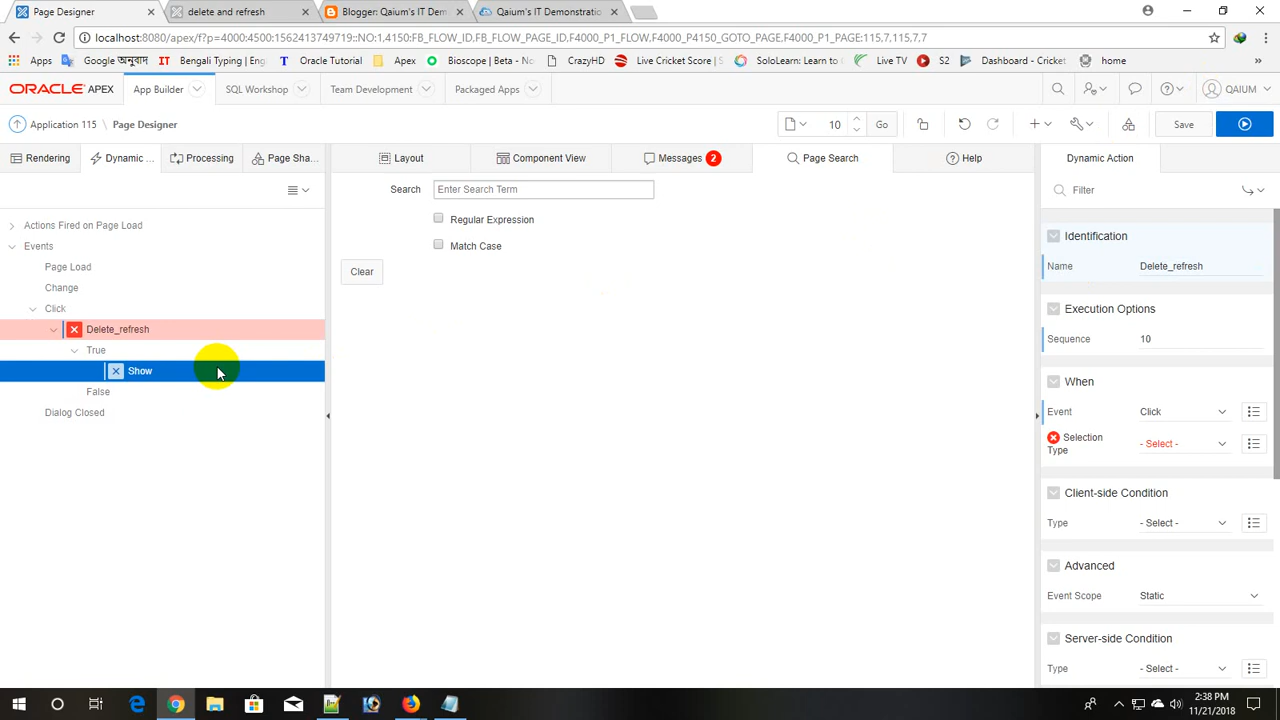 Page Designer
delete and refresh
Blogger: Qaium's IT Dem
Qaium's IT Demonstratio
localhost:8080/apex/f?p=4000:4500:1562413749719::NO:1,4150:FB_FLOW_ID,FB_FLOW_PAGE_ID,F4000_P1_FLOW,F4000_P4150_GOTO_PAGE,F4000_P1_PAGE:115,7,115,7,7
Apps Google অনুবাদ IT Bengali Typing | Eng T Oracle Tutorial Apex Bioscope | Beta - No CrazyHD Live Cricket Score | S SoloLearn: Learn to C Live TV S2 Dashboard - Cricket home »
ORACLE APEX App Builder SQL Workshop Team Development Packaged Apps QAIUM
Application 115 \ Page Designer 10 Go Save
Rendering Dynamic ... Processing Page Sha... Layout Component View Messages 2 Page Search Help Dynamic Action
Search Enter Search Term Filter
Actions Fired on Page Load Regular Expression Identification
Events Match Case
Page Load Clear Name Delete_refresh
Change
Click Execution Options
Delete_refresh Sequence 10
True
Show When
False Event Click
Dialog Closed
Selection Type - Select -
Client-side Condition
Type - Select -
Advanced
Event Scope Static
Server-side Condition
Type - Select -
2:38 PM
11/21/2018